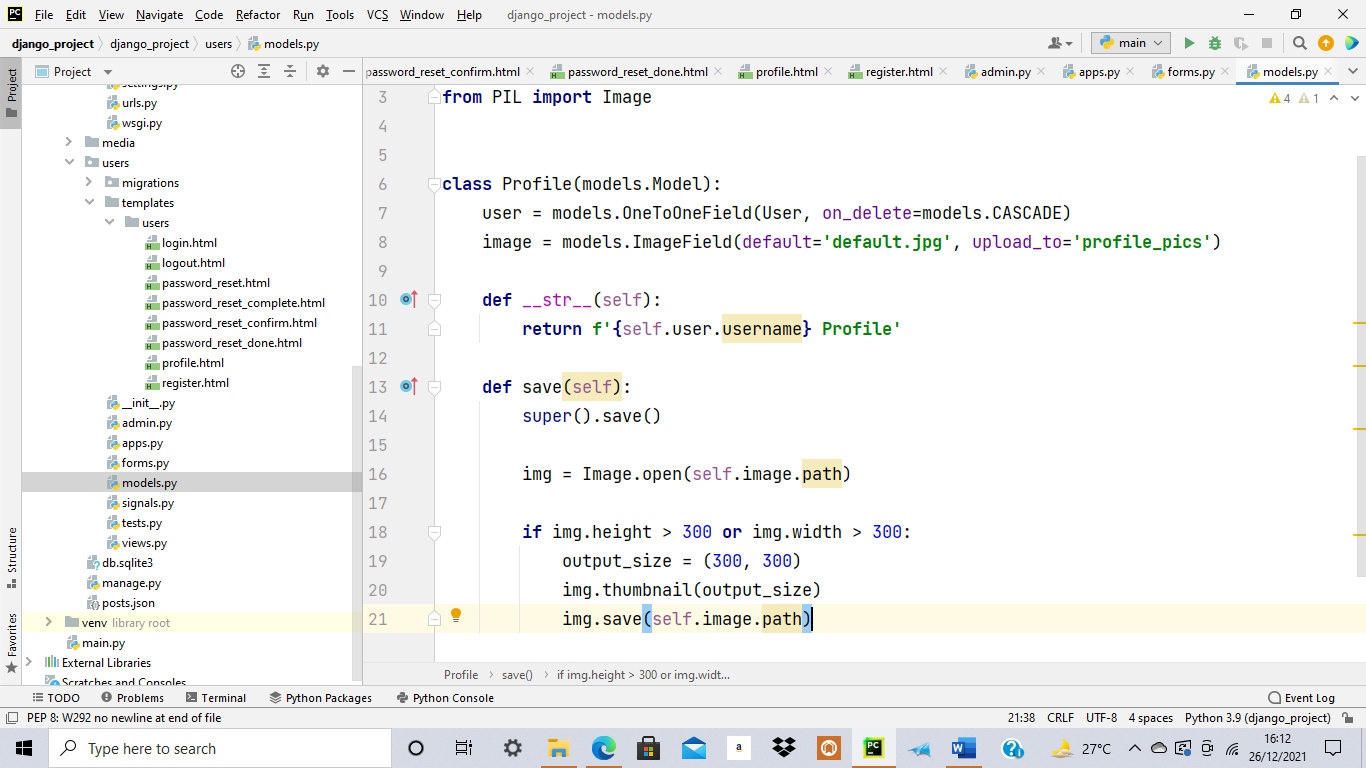 File Edit View Navigate Code Refactor Run Tools VCS Window Help django_project - models.py
django_project django_project users models.py main
Project password_reset_confirm.html password_reset_done.html profile.html register.html admin.py apps.py forms.py models.py
Project
Structure
Favorites
settings.py
urls.py
wsgi.py
media
users
migrations
templates
users
login.html
logout.html
password_reset.html
password_reset_complete.html
password_reset_confirm.html
password_reset_done.html
profile.html
register.html
__init__.py
admin.py
apps.py
forms.py
models.py
signals.py
tests.py
views.py
db.sqlite3
manage.py
posts.json
venv library root
main.py
External Libraries
Scratches and Consoles
4 1
3 from PIL import Image
4
5
6 class Profile(models.Model):
7 user = models.OneToOneField(User, on_delete=models.CASCADE)
8 image = models.ImageField(default='default.jpg', upload_to='profile_pics')
9
10 def __str__(self):
11 return f'{self.user.username} Profile'
12
13 def save(self):
14 super().save()
15
16 img = Image.open(self.image.path)
17
18 if img.height > 300 or img.width > 300:
19 output_size = (300, 300)
20 img.thumbnail(output_size)
21 img.save(self.image.path)
Profile save() if img.height > 300 or img.widt...
TODO Problems Terminal Python Packages Python Console Event Log
PEP 8: W292 no newline at end of file 21:38 CRLF UTF-8 4 spaces Python 3.9 (django_project)
Type here to search 27°C 16:12
26/12/2021